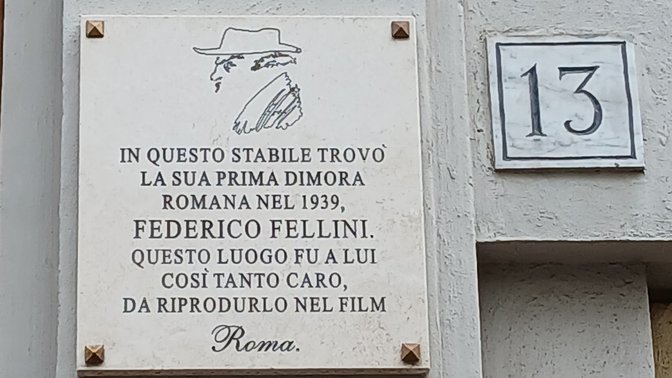 IN QUESTO STABILE TROVÒ
LA SUA PRIMA DIMORA
ROMANA NEL 1939,
FEDERICO FELLINI.
QUESTO LUOGO FU A LUI
COSÌ TANTO CARO,
DA RIPRODURLO NEL FILM
Roma.
13